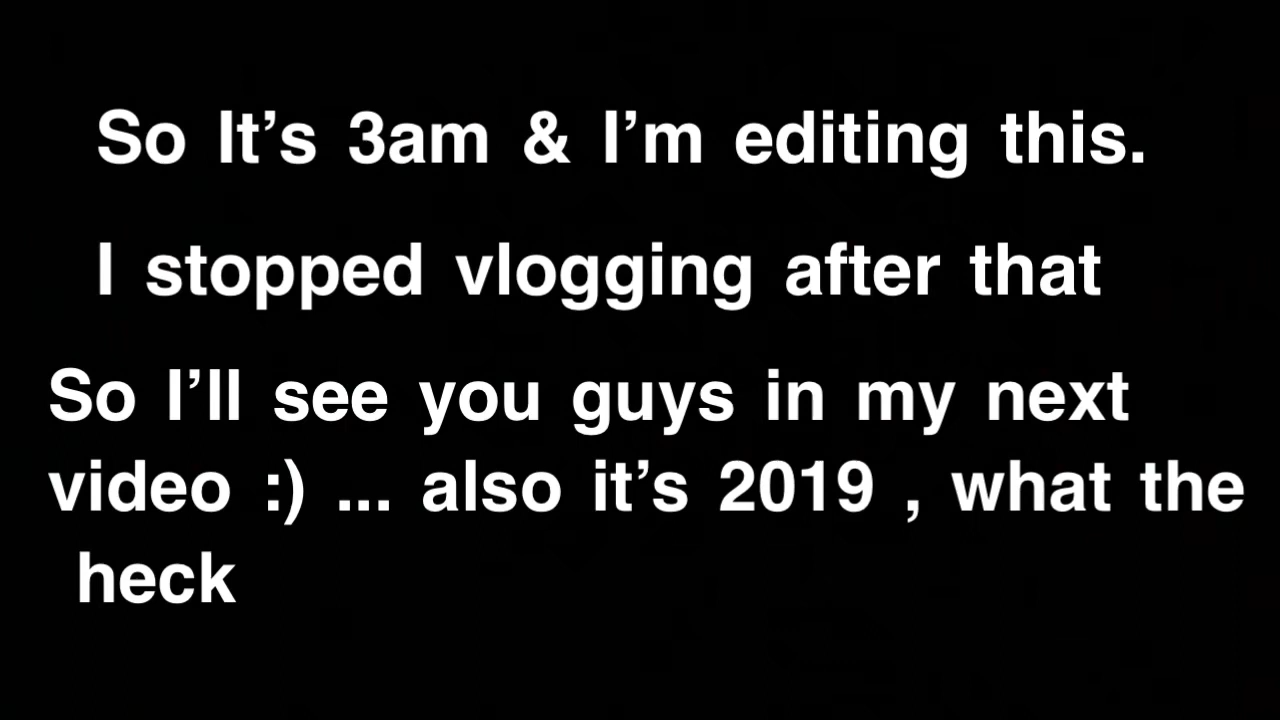 So It’s 3am & I’m editing this.
I stopped vlogging after that
So I’ll see you guys in my next
video :) ... also it’s 2019 , what the
heck